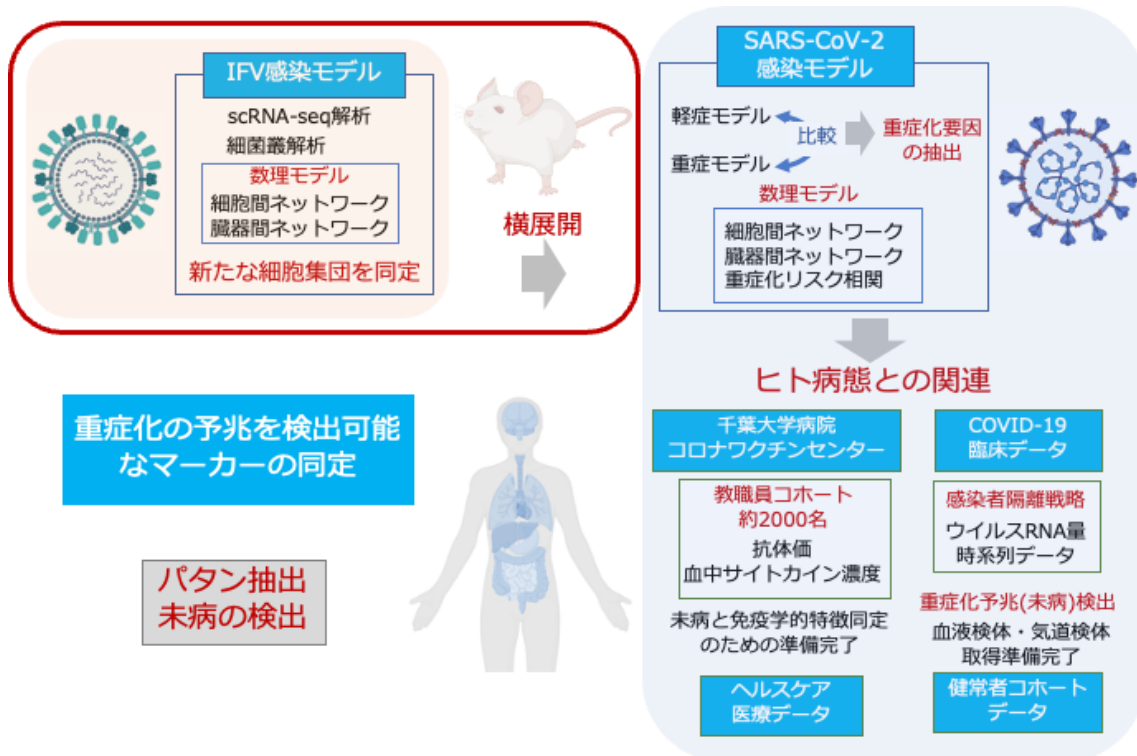 IFV感染モデル
scRNA-seq解析
細菌叢解析
数理モデル
細胞間ネットワーク
臓器間ネットワーク
新たな細胞集団を同定
横展開
SARS-CoV-2
感染モデル
軽症モデル
比較
重症モデル
重症化要因
の抽出
数理モデル
細胞間ネットワーク
臓器間ネットワーク
重症化リスク相関
ヒト病態との関連
重症化の予兆を検出可能
なマーカーの同定
パタン抽出
未病の検出
千葉大学病院
コロナワクチンセンター
教職員コホート
約2000名
抗体価
血中サイトカイン濃度
未病と免疫学的特徴同定
のための準備完了
ヘルスケア
医療データ
COVID-19
臨床データ
感染者隔離戦略
ウイルスRNA量
時系列データ
重症化予兆(未病)検出
血液検体・気道検体
取得準備完了
健常者コホート
データ